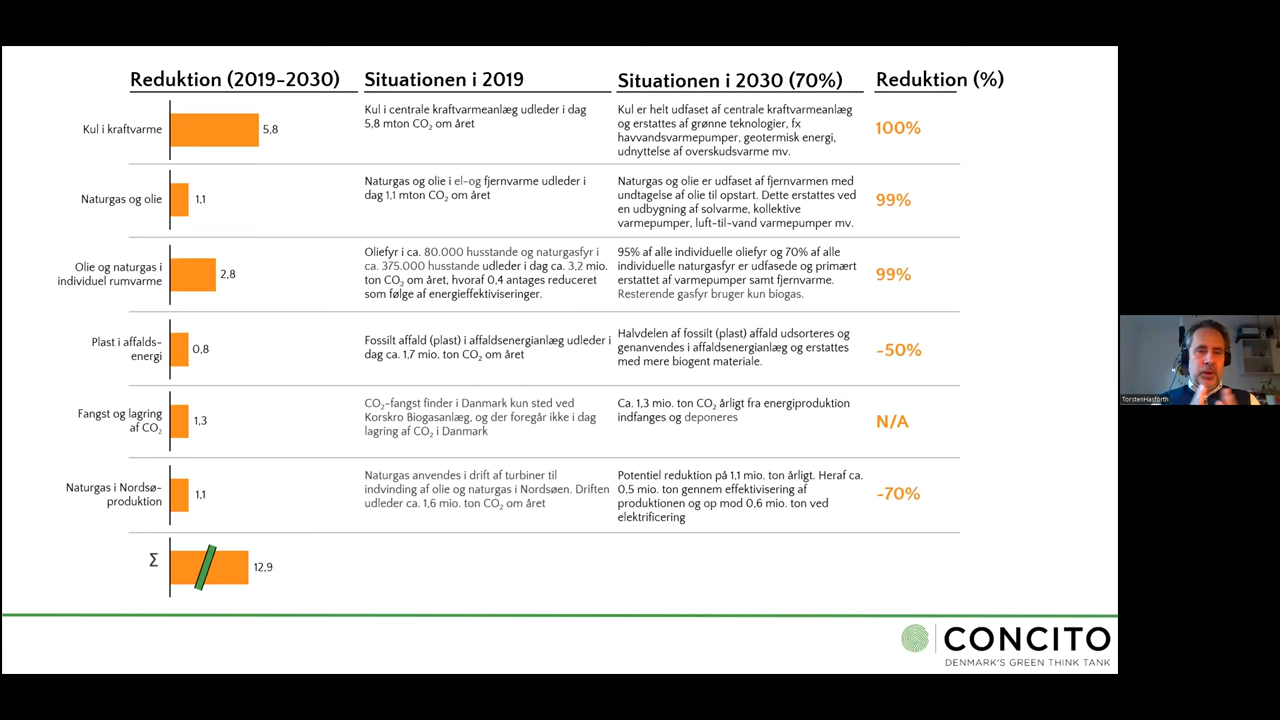 Reduktion (2019-2030)
Situationen i 2019
Situationen i 2030 (70%)
Reduktion (%)
Kul i kraftvarme
5,8
Kul i centrale kraftvarmeanlæg udleder i dag
5,8 mton CO₂ om året
Kul er helt udfaset af centrale kraftvarmeanlæg
og erstattes af grønne teknologier, fx
havvandsvarmepumper, geotermisk energi,
udnyttelse af overskudsvarme mv.
100%
Naturgas og olie
1,1
Naturgas og olie i el-og fjernvarme udleder i
dag 1,1 mton CO₂ om året
Naturgas og olie er udfaset af fjernvarmen med
undtagelse af olie til opstart. Dette erstattes ved
en udbygning af solvarme, kollektive
varmepumper, luft-til-vand varmepumper mv.
99%
Olie og naturgas i
individuel rumvarme
2,8
Oliefyr i ca. 80.000 husstande og naturgasfyr i
ca. 375.000 husstande udleder i dag ca. 3,2 mio.
ton CO₂ om året, hvoraf 0,4 antages reduceret
som følge af energieffektiviseringer.
95% af alle individuelle oliefyr og 70% af alle
individuelle naturgasfyr er udfasede og primært
erstattet af varmepumper samt fjernvarme.
Resterende gasfyr bruger kun biogas.
99%
Plast i affalds-
energi
0,8
Fossilt affald (plast) i affaldsenergianlæg udleder i
dag ca. 1,7 mio. ton CO₂ om året
Halvdelen af fossilt (plast) affald udsorteres og
genanvendes i affaldsenergianlæg og erstattes
med mere biogent materiale.
-50%
Fangst og lagring
af CO₂
1,3
CO₂-fangst finder i Danmark kun sted ved
Korskro Biogasanlæg, og der foregår ikke i dag
lagring af CO₂ i Danmark
Ca. 1,3 mio. ton CO₂ årligt fra energiproduktion
indfanges og deponeres
N/A
Naturgas i Nordsø-
produktion
1,1
Naturgas anvendes i drift af turbiner til
indvinding af olie og naturgas i Nordsøen. Driften
udleder ca. 1,6 mio. ton CO₂ om året
Potentiel reduktion på 1,1 mio. ton årligt. Heraf ca.
0,5 mio. ton gennem effektivisering af
produktionen og op mod 0,6 mio. ton ved
elektrificering
-70%
Σ
12,9
CONCITO
DENMARK'S GREEN THINK TANK
TorstenHasforth